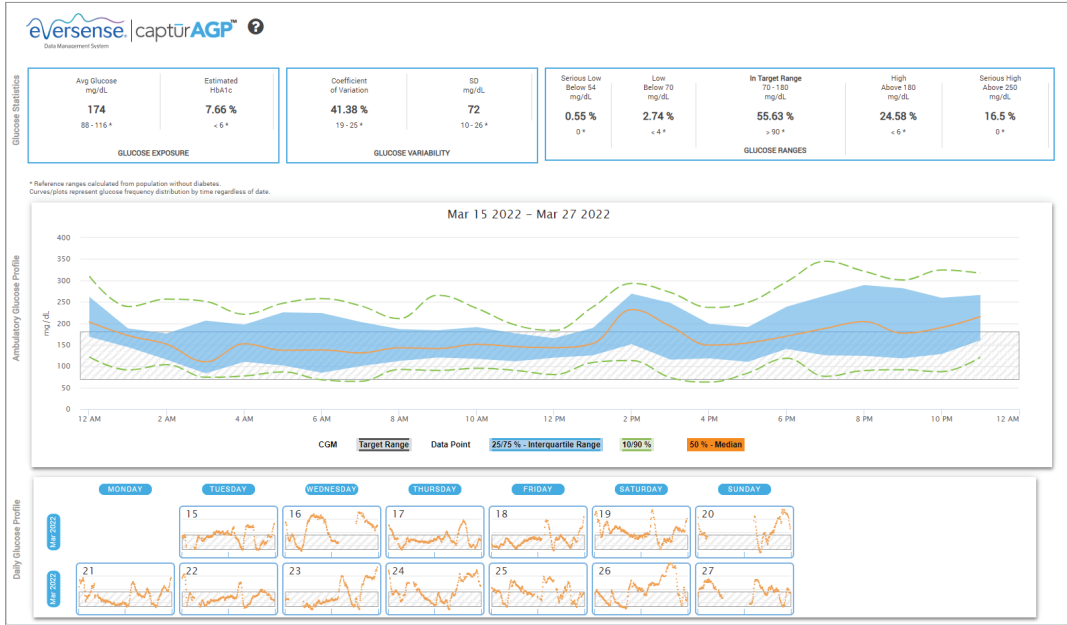 eversense. | captūrAGP™ ?
Data Management System
Glucose Statistics
Avg Glucose
mg/dL
174
88 - 116 *
Estimated
HbA1c
7.66 %
< 6 *
GLUCOSE EXPOSURE
Coefficient
of Variation
41.38 %
19 - 25 *
SD
mg/dL
72
10 - 26 *
GLUCOSE VARIABILITY
Serious Low
Below 54
mg/dL
0.55 %
0 *
Low
Below 70
mg/dL
2.74 %
< 4 *
In Target Range
70 - 180
mg/dL
55.63 %
> 90 *
High
Above 180
mg/dL
24.58 %
< 6 *
Serious High
Above 250
mg/dL
16.5 %
0 *
GLUCOSE RANGES
* Reference ranges calculated from population without diabetes.
Curves/plots represent glucose frequency distribution by time regardless of date.
Ambulatory Glucose Profile
Mar 15 2022 - Mar 27 2022
mg/dL
400
350
300
250
200
150
100
50
0
12 AM 2 AM 4 AM 6 AM 8 AM 10 AM 12 PM 2 PM 4 PM 6 PM 8 PM 10 PM 12 AM
CGM Target Range Data Point 25/75 % - Interquartile Range 10/90 % 50 % - Median
Daily Glucose Profile
MONDAY TUESDAY WEDNESDAY THURSDAY FRIDAY SATURDAY SUNDAY
Mar 2022
15 16 17 18 19 20
Mar 2022
21 22 23 24 25 26 27